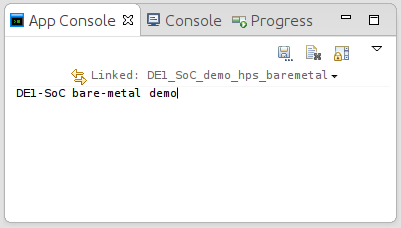 App Console Console Progress
Linked: DE1_SoC_demo_hps_baremetal
DE1-SoC bare-metal demo